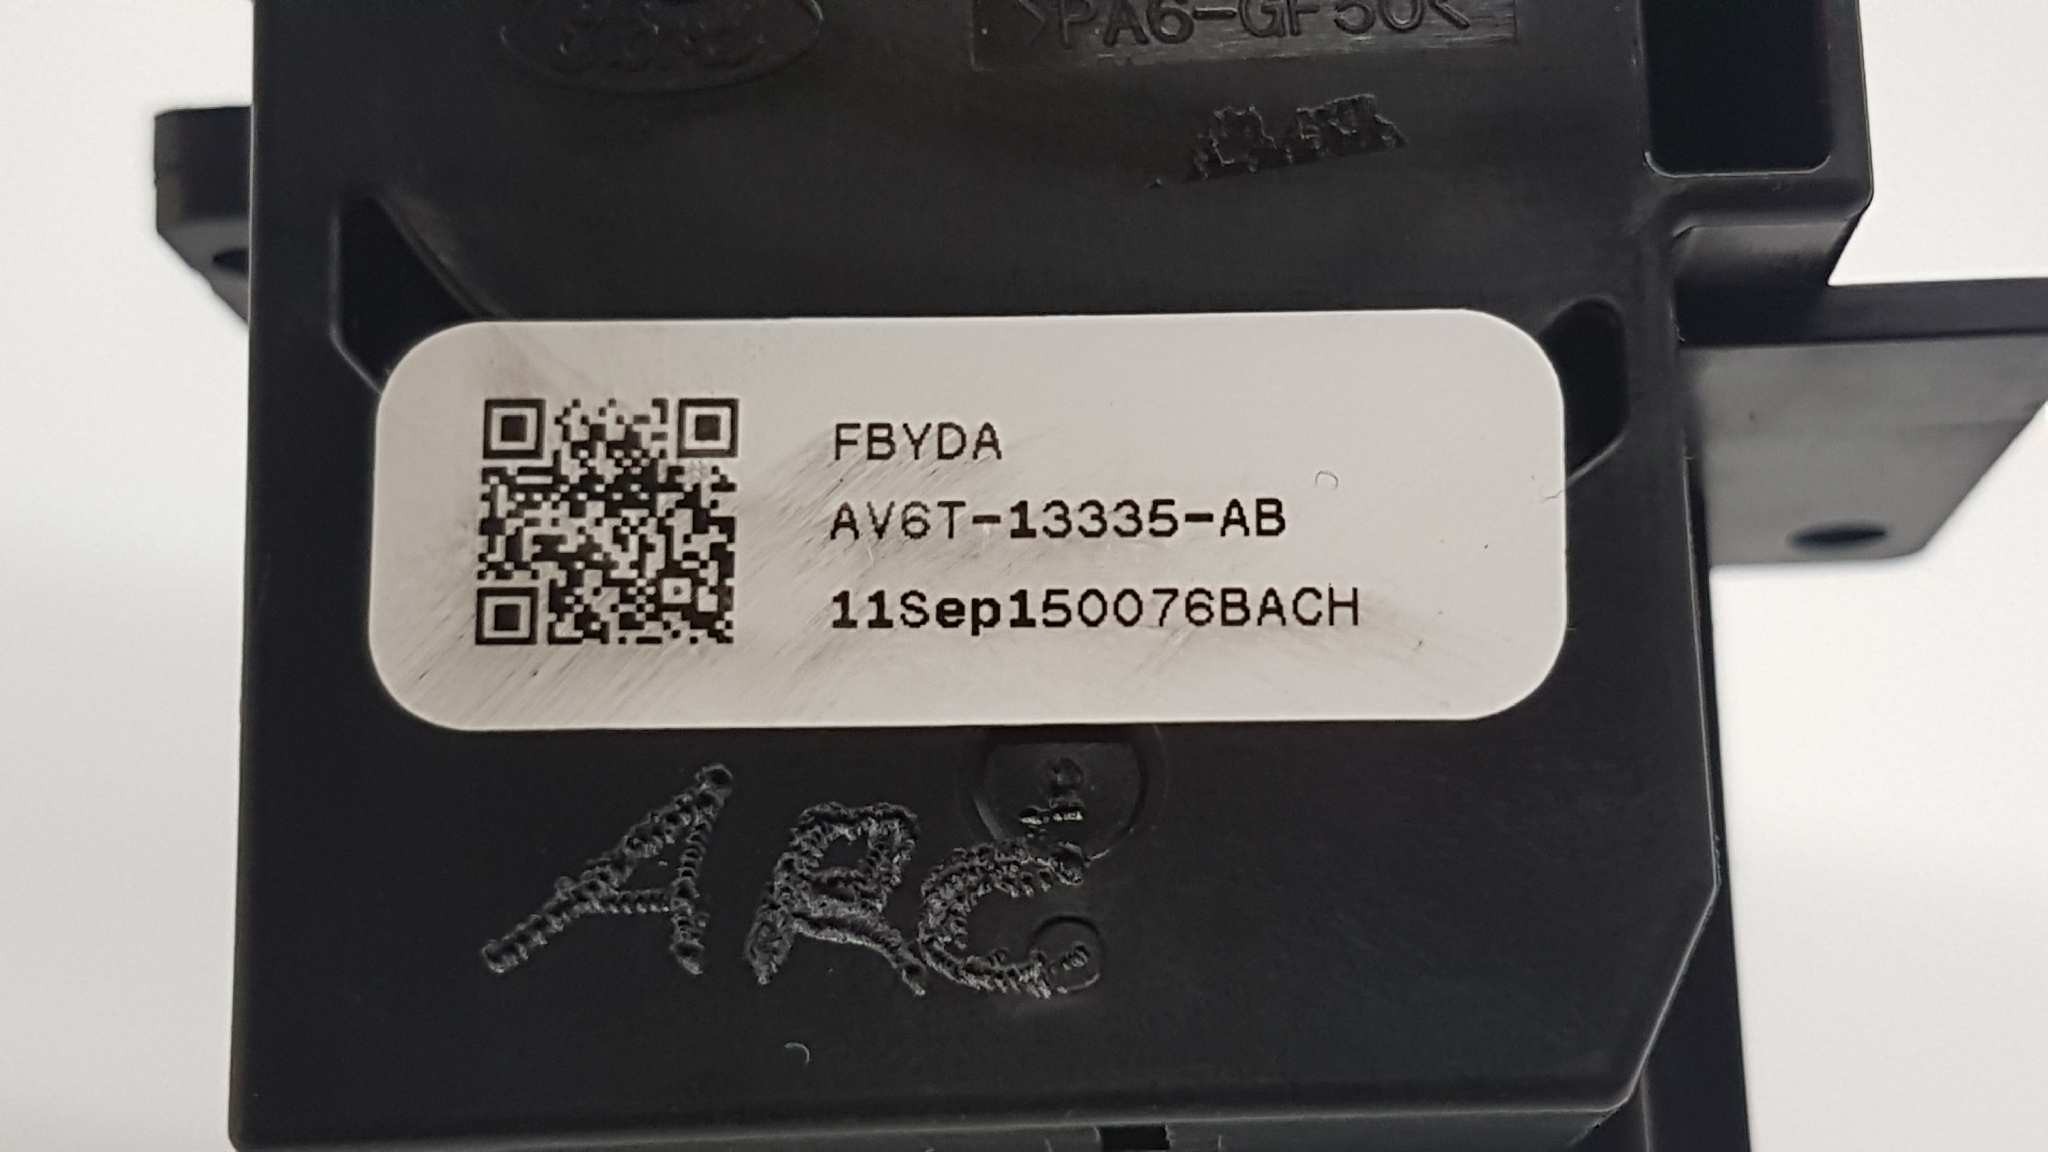 >PA6-GF50<
FBYDA
AV6T-13335-AB
11Sep150076BACH
ARC